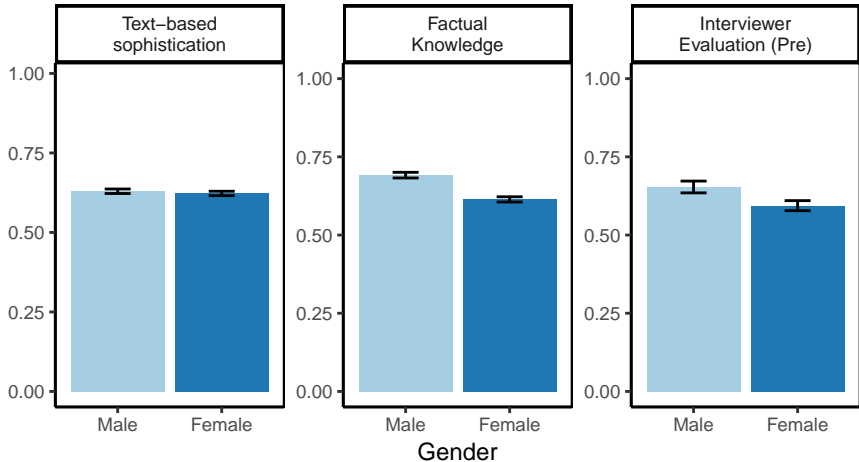 Text−based
sophistication
Factual
Knowledge
Interviewer
Evaluation (Pre)
1.00
0.75
0.50
0.25
0.00
1.00
0.75
0.50
0.25
0.00
1.00
0.75
0.50
0.25
0.00
Male Female
Male Female
Male Female
Gender